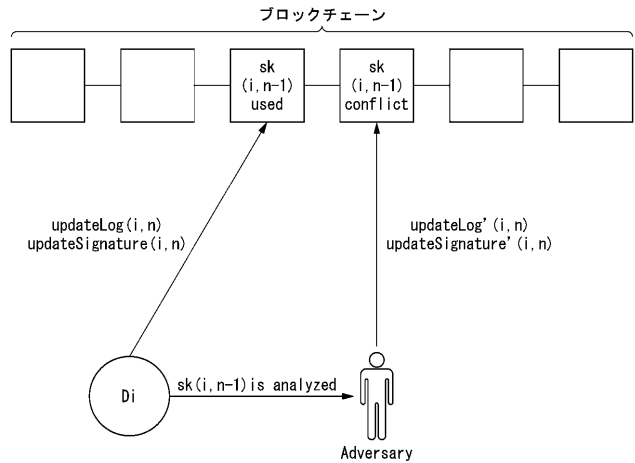 ブロックチェーン
sk
(i,n-1)
used
sk
(i,n-1)
conflict
updateLog(i,n)
updateSignature(i,n)
updateLog'(i,n)
updateSignature'(i,n)
Di
sk(i,n-1)is analyzed
Adversary